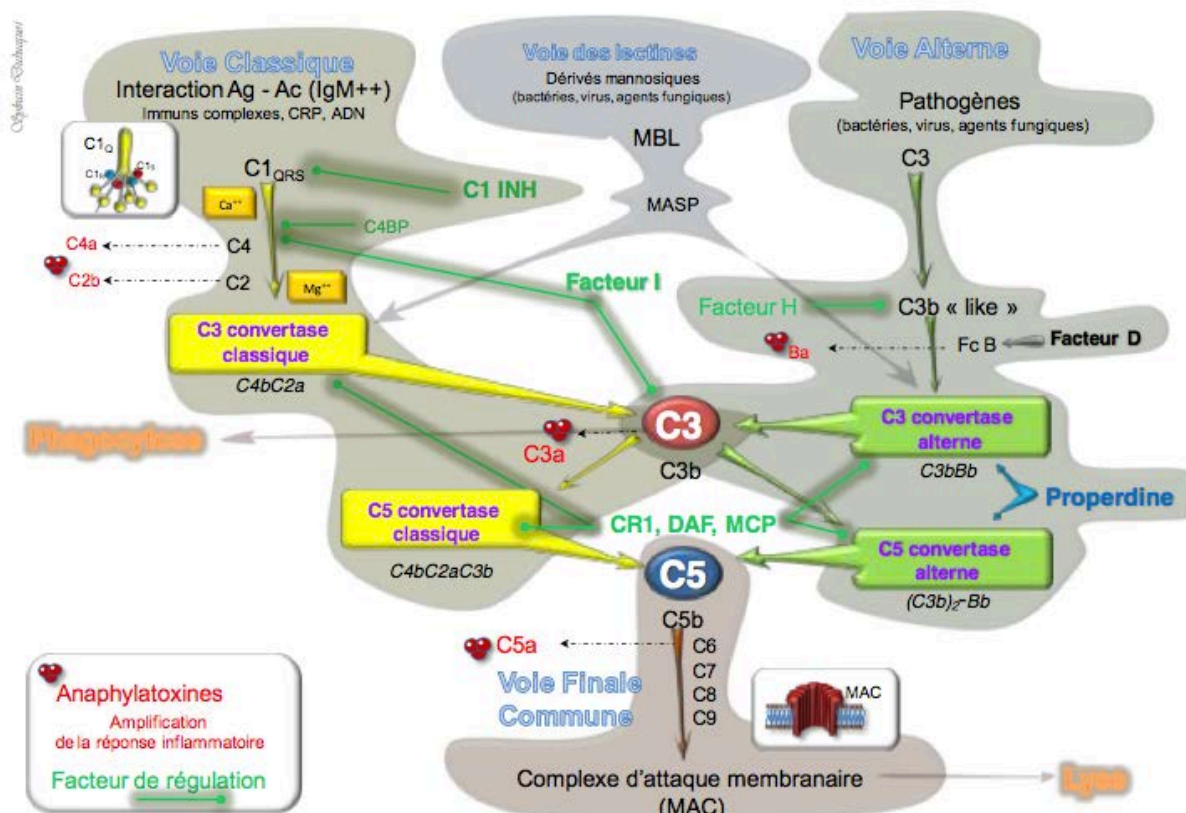 Voie Classique
Interaction Ag - Ac (IgM++)
Immuns complexes, CRP, ADN
Voie des lectines
Dérivés mannosiques
(bactéries, virus, agents fungiques)
Voie Alterne
Pathogènes
(bactéries, virus, agents fungiques)
C1Q
C1S
C1QRS
C1 INH
MBL
MASP
C3
Ca++
C4BP
C4a
C4
C2b
C2
Mg++
Facteur I
Facteur H
C3b « like »
Ba
Fc B
Facteur D
C3 convertase
classique
C4bC2a
C3
C3 convertase
alterne
C3bBb
Phagocytose
C3a
C3b
Properdine
C5 convertase
classique
C4bC2aC3b
CR1, DAF, MCP
C5 convertase
alterne
(C3b)2-Bb
C5
C5b
C5a
C6
C7
C8
C9
Voie Finale
Commune
MAC
Anaphylatoxines
Amplification
de la réponse inflammatoire
Facteur de régulation
Complexe d'attaque membranaire
(MAC)
Lyse